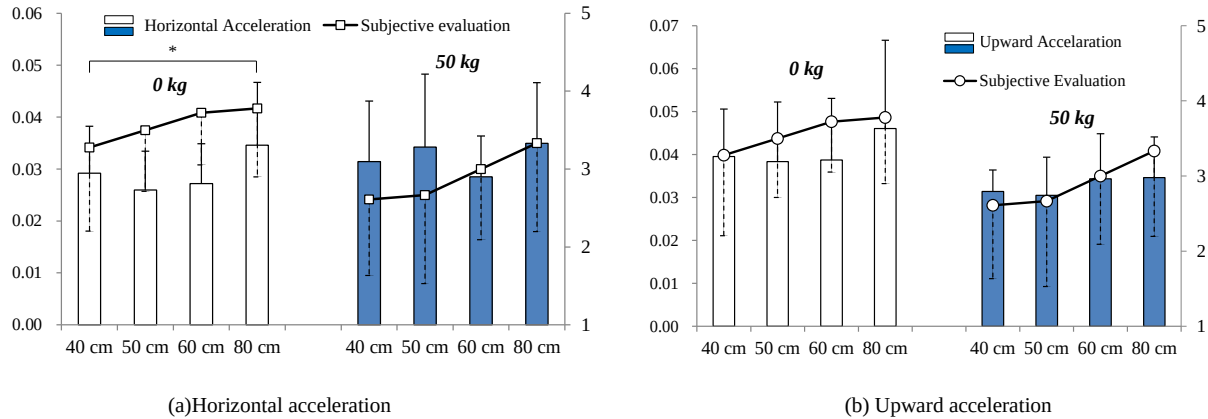 0.06
0.05
0.04
0.03
0.02
0.01
0.00
Horizontal Acceleration
Subjective evaluation
*
0 kg
50 kg
5
4
3
2
1
40 cm 50 cm 60 cm 80 cm
40 cm 50 cm 60 cm 80 cm
(a)Horizontal acceleration
0.07
0.06
0.05
0.04
0.03
0.02
0.01
0.00
Upward Accelaration
Subjective Evaluation
0 kg
50 kg
5
4
3
2
1
40 cm 50 cm 60 cm 80 cm
40 cm 50 cm 60 cm 80 cm
(b) Upward acceleration